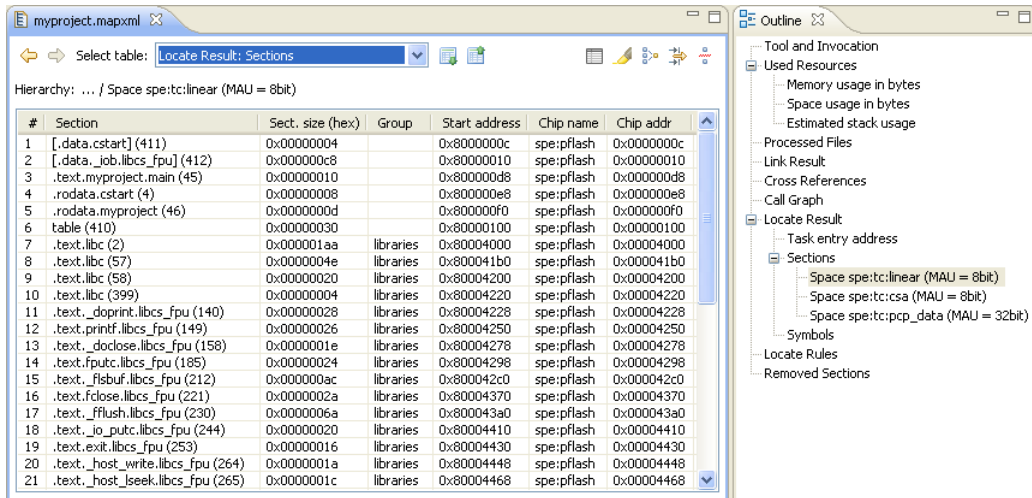 myproject.mapxml
Select table: Locate Result: Sections
Hierarchy: ... / Space spe:tc:linear (MAU = 8bit)
# Section Sect. size (hex) Group Start address Chip name Chip addr
1 [.data.cstart] (411) 0x00000004 0x8000000c spe:pflash 0x0000000c
2 [.data._iob.libcs_fpu] (412) 0x000000c8 0x80000010 spe:pflash 0x00000010
3 .text.myproject.main (45) 0x00000010 0x800000d8 spe:pflash 0x000000d8
4 .rodata.cstart (4) 0x00000008 0x800000e8 spe:pflash 0x000000e8
5 .rodata.myproject (46) 0x0000000d 0x800000f0 spe:pflash 0x000000f0
6 table (410) 0x00000030 0x80000100 spe:pflash 0x00000100
7 .text.libc (2) 0x000001aa libraries 0x80004000 spe:pflash 0x00004000
8 .text.libc (57) 0x0000004e libraries 0x800041b0 spe:pflash 0x000041b0
9 .text.libc (58) 0x00000020 libraries 0x80004200 spe:pflash 0x00004200
10 .text.libc (399) 0x00000004 libraries 0x80004220 spe:pflash 0x00004220
11 .text._doprint.libcs_fpu (140) 0x00000028 libraries 0x80004228 spe:pflash 0x00004228
12 .text.printf.libcs_fpu (149) 0x00000026 libraries 0x80004250 spe:pflash 0x00004250
13 .text._doclose.libcs_fpu (158) 0x0000001e libraries 0x80004278 spe:pflash 0x00004278
14 .text.fputc.libcs_fpu (185) 0x00000024 libraries 0x80004298 spe:pflash 0x00004298
15 .text._flsbuf.libcs_fpu (212) 0x000000ac libraries 0x800042c0 spe:pflash 0x000042c0
16 .text.fclose.libcs_fpu (221) 0x0000002a libraries 0x80004370 spe:pflash 0x00004370
17 .text._fflush.libcs_fpu (230) 0x0000006a libraries 0x800043a0 spe:pflash 0x000043a0
18 .text._io_putc.libcs_fpu (244) 0x00000020 libraries 0x80004410 spe:pflash 0x00004410
19 .text.exit.libcs_fpu (253) 0x00000016 libraries 0x80004430 spe:pflash 0x00004430
20 .text._host_write.libcs_fpu (264) 0x0000001a libraries 0x80004448 spe:pflash 0x00004448
21 .text._host_lseek.libcs_fpu (265) 0x0000001c libraries 0x80004468 spe:pflash 0x00004468
Outline
Tool and Invocation
Used Resources
Memory usage in bytes
Space usage in bytes
Estimated stack usage
Processed Files
Link Result
Cross References
Call Graph
Locate Result
Task entry address
Sections
Space spe:tc:linear (MAU = 8bit)
Space spe:tc:csa (MAU = 8bit)
Space spe:tc:pcp_data (MAU = 32bit)
Symbols
Locate Rules
Removed Sections